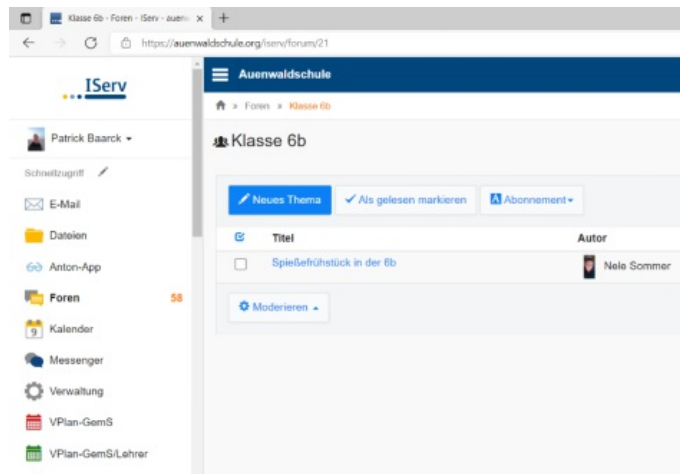 Klasse 6b - Foren - IServ - auenw
https://auenwaldschule.org/iserv/forum/21
IServ
Auenwaldschule
» Foren » Klasse 6b
Patrick Baarck
Klasse 6b
Schnellzugriff
Neues Thema Als gelesen markieren Abonnement
E-Mail
Dateien
Titel Autor
Anton-App
Spießefrühstück in der 6b Nele Sommer
Foren 58
Moderieren
9 Kalender
Messenger
Verwaltung
VPlan-GemS
VPlan-GemS/Lehrer